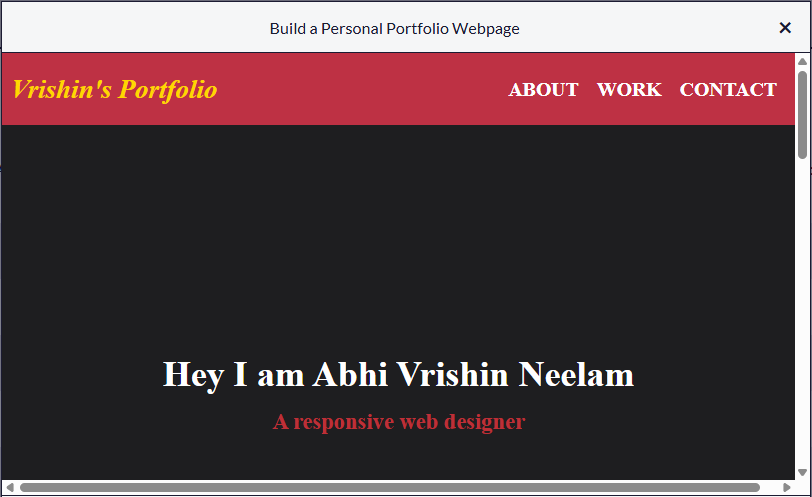 Build a Personal Portfolio Webpage ×
Vrishin's Portfolio ABOUT WORK CONTACT
Hey I am Abhi Vrishin Neelam
A responsive web designer